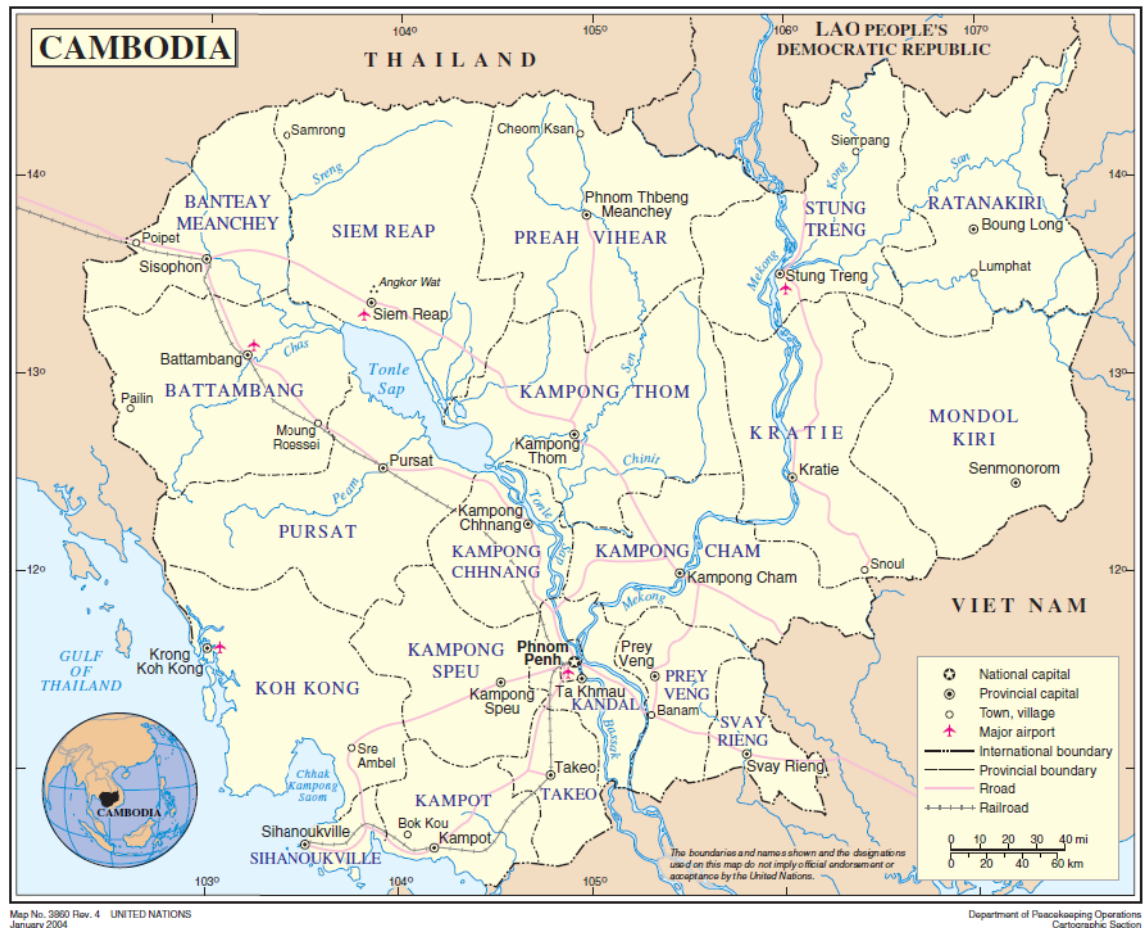 CAMBODIA
THAILAND
LAO PEOPLE'S
DEMOCRATIC REPUBLIC
104°
105°
106°
107°
14°
14°
13°
13°
12°
12°
103°
104°
105°
Samrong
Sreng
Cheom Ksan
Siempang
Kong
San
BANTEAY
MEANCHEY
SIEM REAP
Phnom Thbeng
Meanchey
PREAH VIHEAR
STUNG
TRENG
RATANAKIRI
Boung Long
Lumphat
Poipet
Sisophon
Angkor Wat
Siem Reap
Mekong
Stung Treng
Battambang
Chas
BATTAMBANG
Tonle
Sap
Sen
KAMPONG THOM
Pailin
Moung
Roessei
Kampong
Thom
Chinit
KRATIE
Kratie
MONDOL
KIRI
Senmonorom
Pursat
Peam
PURSAT
Kampong
Chhnang
Tonle
Sap
KAMPONG
CHHNANG
KAMPONG CHAM
Kampong Cham
Snoul
Mekong
VIET NAM
GULF
OF
THAILAND
Krong
Koh Kong
KOH KONG
KAMPONG
SPEU
Kampong
Speu
Phnom
Penh
Ta Khmau
KANDAL
Prey
Veng
PREY
VENG
Banam
SVAY
RIENG
Svay Rieng
Bassak
Sre
Ambel
Chhak
Kampong
Saom
Takeo
TAKEO
KAMPOT
Bok Kou
Kampot
Sihanoukville
SIHANOUKVILLE
CAMBODIA
National capital
Provincial capital
Town, village
Major airport
International boundary
Provincial boundary
Rroad
Railroad
0 10 20 30 40 mi
0 20 40 60 km
The boundaries and names shown and the designations
used on this map do not imply official endorsement or
acceptance by the United Nations.
Map No. 3860 Rev. 4 UNITED NATIONS
January 2004
Department of Peacekeeping Operations
Cartographic Section